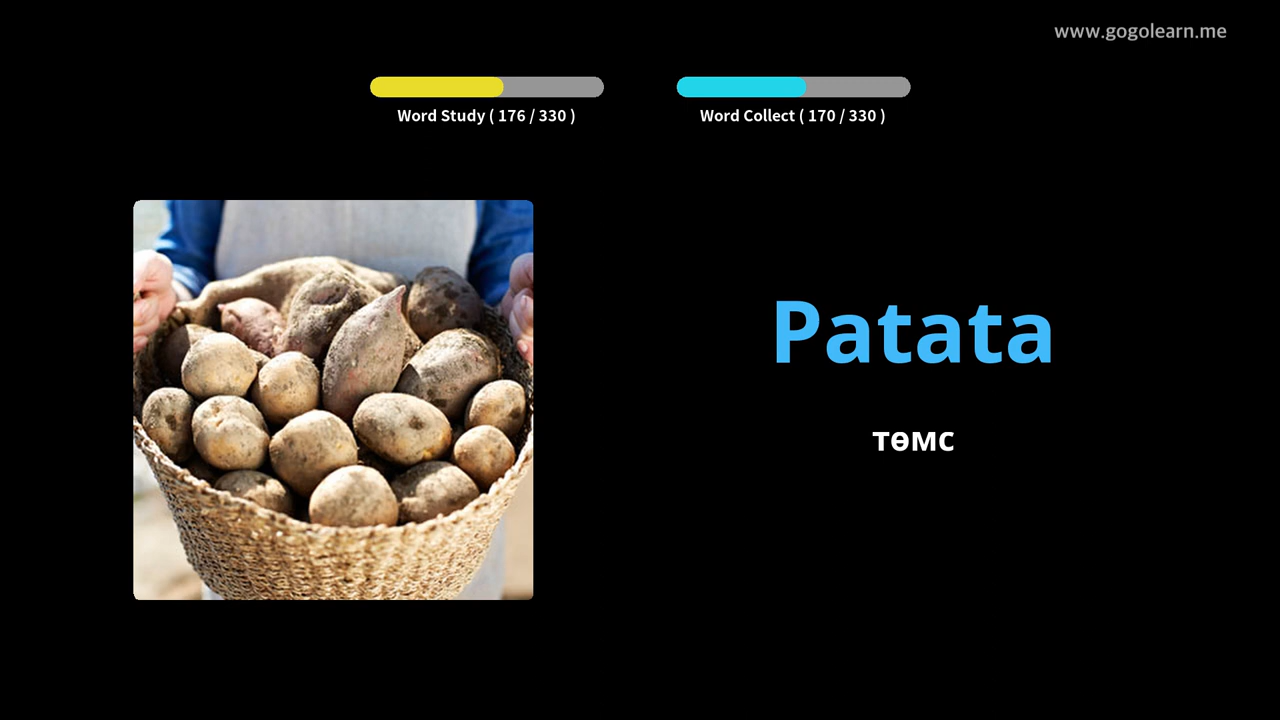 www.gogolearn.me
Word Study ( 176 / 330 )
Word Collect ( 170 / 330 )
Patata
төмс